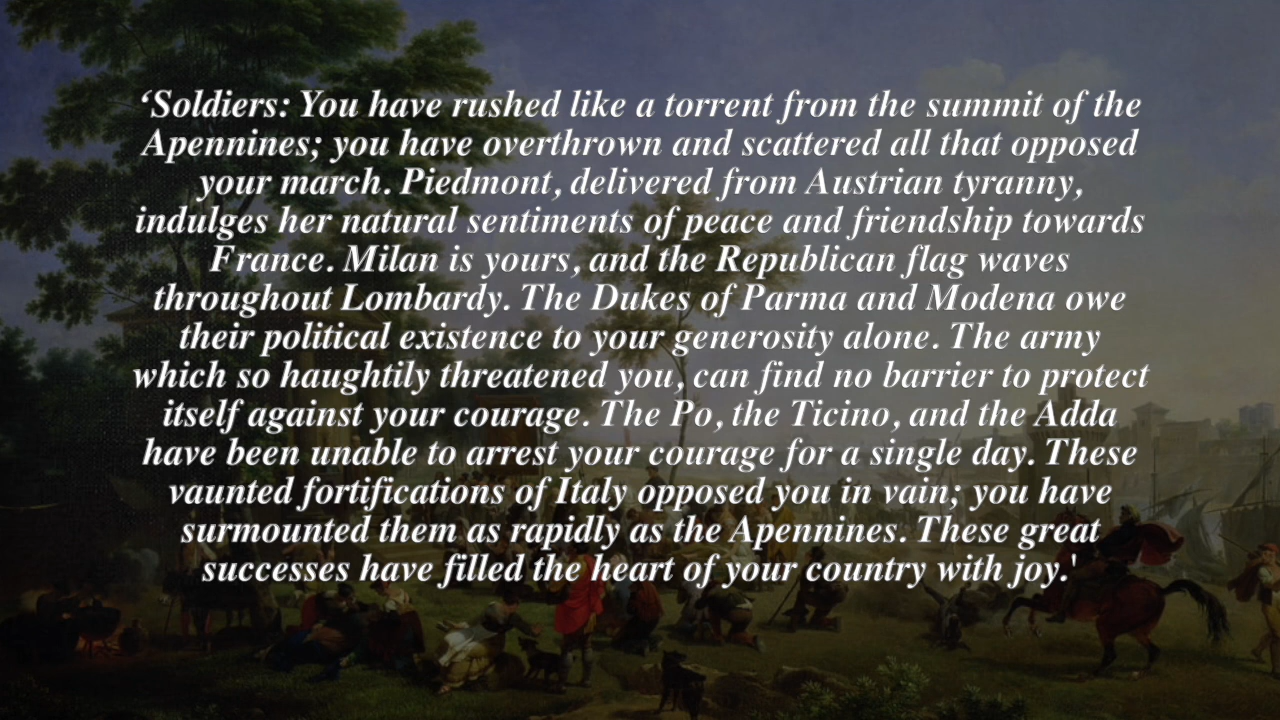 ‘Soldiers: You have rushed like a torrent from the summit of the
Apennines; you have overthrown and scattered all that opposed
your march. Piedmont, delivered from Austrian tyranny,
indulges her natural sentiments of peace and friendship towards
France. Milan is yours, and the Republican flag waves
throughout Lombardy. The Dukes of Parma and Modena owe
their political existence to your generosity alone. The army
which so haughtily threatened you, can find no barrier to protect
itself against your courage. The Po, the Ticino, and the Adda
have been unable to arrest your courage for a single day. These
vaunted fortifications of Italy opposed you in vain; you have
surmounted them as rapidly as the Apennines. These great
successes have filled the heart of your country with joy.'